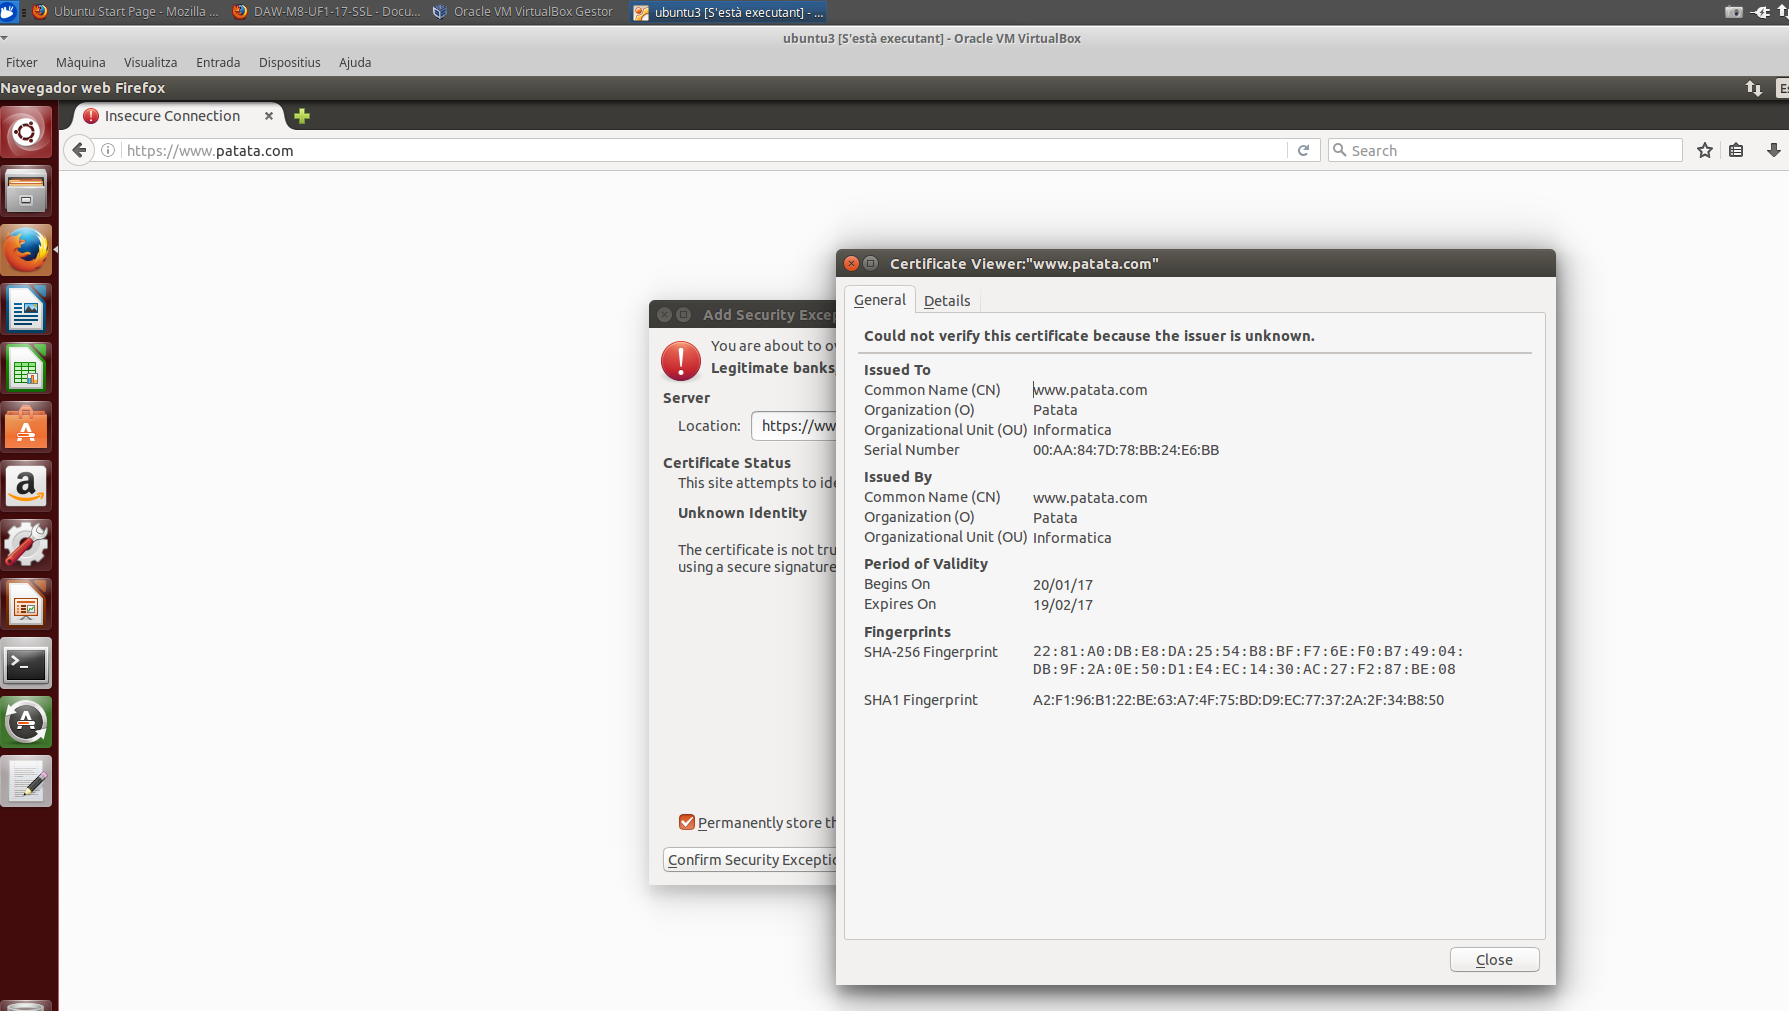 Ubuntu Start Page - Mozilla ...
DAW-M8-UF1-17-SSL - Docu...
Oracle VM VirtualBox Gestor
ubuntu3 [S'està executant] - ...
ubuntu3 [S'està executant] - Oracle VM VirtualBox
Fitxer Màquina Visualitza Entrada Dispositius Ajuda
Navegador web Firefox
Es
Insecure Connection
https://www.patata.com
Search
Certificate Viewer:"www.patata.com"
General Details
Could not verify this certificate because the issuer is unknown.
Issued To
Common Name (CN) www.patata.com
Organization (O) Patata
Organizational Unit (OU) Informatica
Serial Number 00:AA:84:7D:78:BB:24:E6:BB
Issued By
Common Name (CN) www.patata.com
Organization (O) Patata
Organizational Unit (OU) Informatica
Period of Validity
Begins On 20/01/17
Expires On 19/02/17
Fingerprints
SHA-256 Fingerprint 22:81:A0:DB:E8:DA:25:54:B8:BF:F7:6E:F0:B7:49:04:
DB:9F:2A:0E:50:D1:E4:EC:14:30:AC:27:F2:87:BE:08
SHA1 Fingerprint A2:F1:96:B1:22:BE:63:A7:4F:75:BD:D9:EC:77:37:2A:2F:34:B8:50
Close
Add Security Excep
You are about to ov
Legitimate banks,
Server
Location: https://ww
Certificate Status
This site attempts to ide
Unknown Identity
The certificate is not tru
using a secure signature
Permanently store th
Confirm Security Exceptio